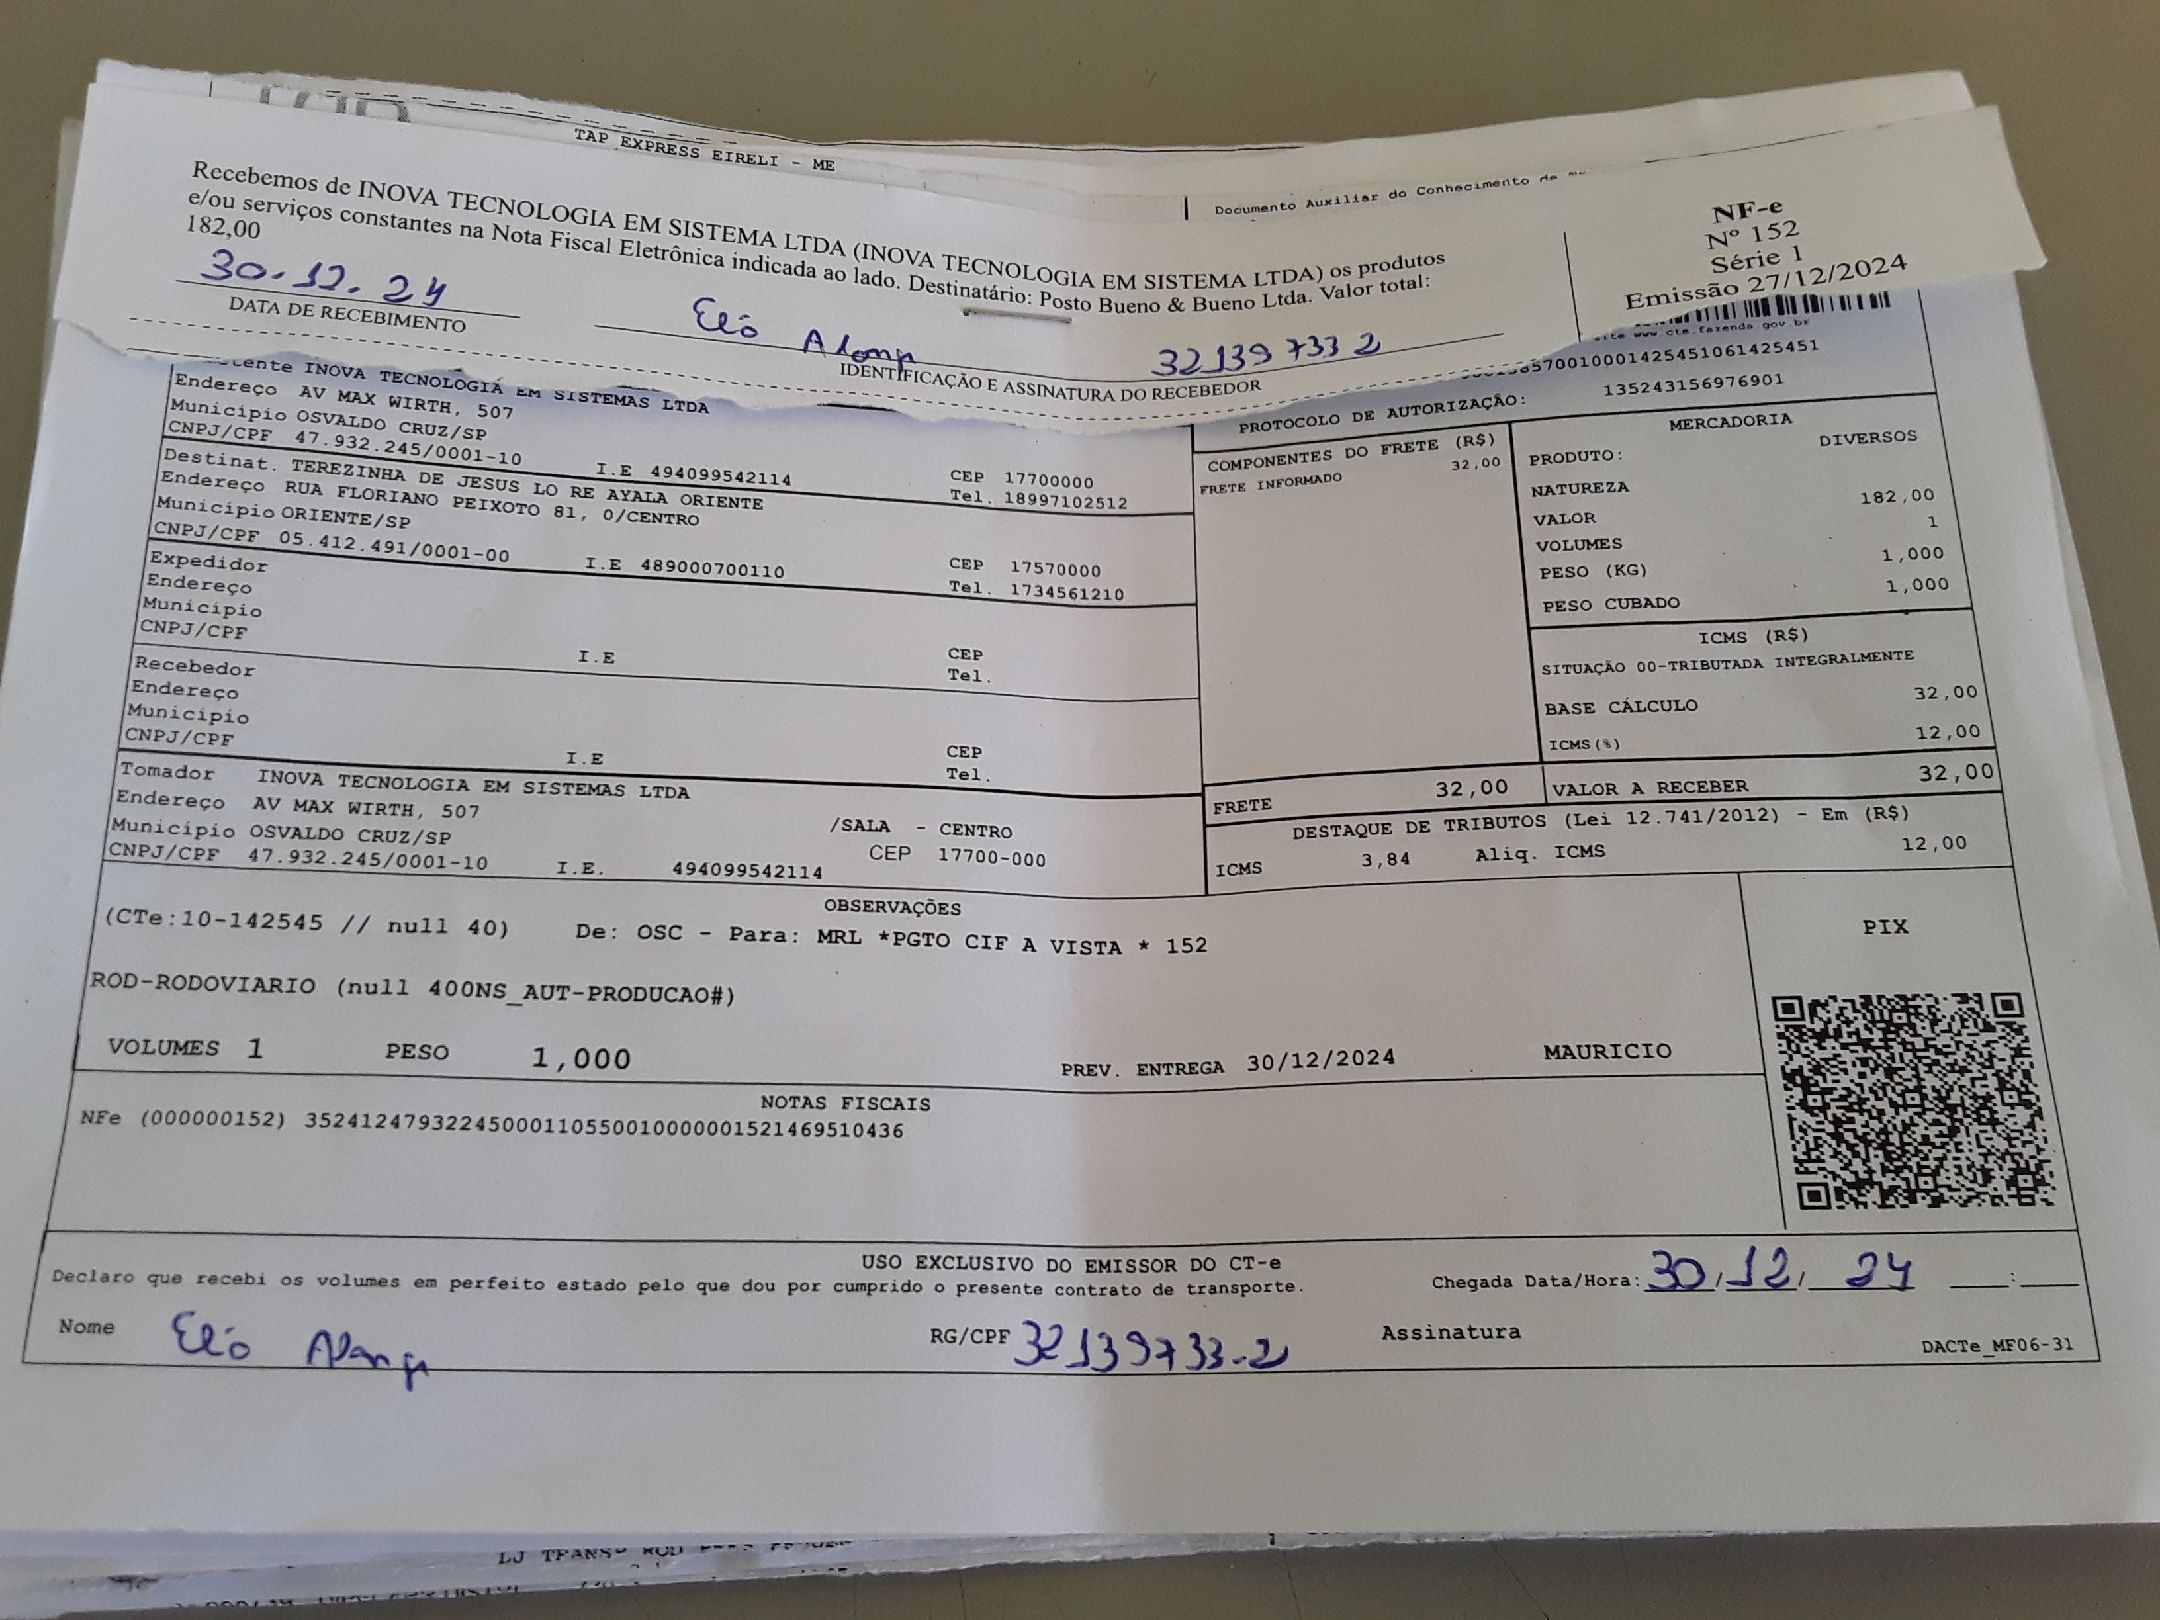 TAP EXPRESS EIRELI - ME
Documento Auxiliar do Conhecimento de
Recebemos de INOVA TECNOLOGIA EM SISTEMA LTDA (INOVA TECNOLOGIA EM SISTEMA LTDA) os produtos
e/ou serviços constantes na Nota Fiscal Eletrônica indicada ao lado. Destinatário: Posto Bueno & Bueno Ltda. Valor total:
182,00
30.12.24
DATA DE RECEBIMENTO
32139733 2
IDENTIFICAÇÃO E ASSINATURA DO RECEBEDOR
NF-e
Nº 152
Série 1
Emissão 27/12/2024
www.cte.fazenda gov br
570010001425451061425451
PROTOCOLO DE AUTORIZAÇÃO: 135243156976901
INOVA TECNOLOGIA EM SISTEMAS LTDA
Endereço AV MAX WIRTH, 507
Município OSVALDO CRUZ/SP CEP 17700000
CNPJ/CPF 47.932.245/0001-10 I.E 494099542114 Tel. 18997102512
Destinat. TEREZINHA DE JESUS LO RE AYALA ORIENTE
Endereço RUA FLORIANO PEIXOTO 81, 0/CENTRO
Município ORIENTE/SP CEP 17570000
CNPJ/CPF 05.412.491/0001-00 I.E 489000700110 Tel. 1734561210
Expedidor
Endereço
Município CEP
CNPJ/CPF I.E Tel.
Recebedor
Endereço
Município CEP
CNPJ/CPF I.E Tel.
Tomador INOVA TECNOLOGIA EM SISTEMAS LTDA
Endereço AV MAX WIRTH, 507 /SALA - CENTRO
Município OSVALDO CRUZ/SP CEP 17700-000
CNPJ/CPF 47.932.245/0001-10 I.E. 494099542114
COMPONENTES DO FRETE (R$)
FRETE INFORMADO 32,00
MERCADORIA
PRODUTO: DIVERSOS
NATUREZA
VALOR 182,00
VOLUMES 1
PESO (KG) 1,000
PESO CUBADO 1,000
ICMS (R$)
SITUAÇÃO 00-TRIBUTADA INTEGRALMENTE
BASE CÁLCULO 32,00
ICMS(%) 12,00
FRETE 32,00 VALOR A RECEBER 32,00
DESTAQUE DE TRIBUTOS (Lei 12.741/2012) - Em (R$)
ICMS 3,84 Aliq. ICMS 12,00
OBSERVAÇÕES
(CTe:10-142545 // null 40) De: OSC - Para: MRL *PGTO CIF A VISTA * 152
PIX
ROD-RODOVIARIO (null 400NS_AUT-PRODUCAO#)
VOLUMES 1 PESO 1,000 PREV. ENTREGA 30/12/2024 MAURICIO
NOTAS FISCAIS
NFe (000000152) 35241247932245000110550010000001521469510436
USO EXCLUSIVO DO EMISSOR DO CT-e
Declaro que recebi os volumes em perfeito estado pelo que dou por cumprido o presente contrato de transporte. Chegada Data/Hora: 30/12/ 24 :
Nome RG/CPF 32139733-2 Assinatura
DACTe_MF06-31